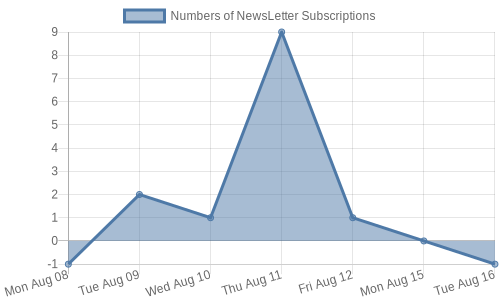 Numbers of NewsLetter Subscriptions
9
8
7
6
5
4
3
2
1
0
-1
Mon Aug 08
Tue Aug 09
Wed Aug 10
Thu Aug 11
Fri Aug 12
Mon Aug 15
Tue Aug 16